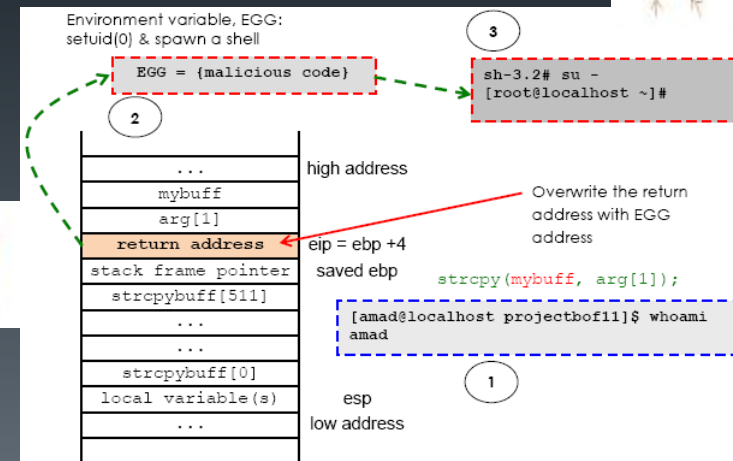 Environment variable, EGG:
setuid(0) & spawn a shell
EGG = {malicious code}
3
sh-3.2# su -
[root@localhost ~]#
2
...
high address
mybuff
arg[1]
return address
eip = ebp +4
Overwrite the return
address with EGG
address
stack frame pointer
saved ebp
strcpy(mybuff, arg[1]);
strcpybuff[511]
...
...
[amad@localhost projectbof11]$ whoami
amad
strcpybuff[0]
local variable(s)
esp
1
...
low address